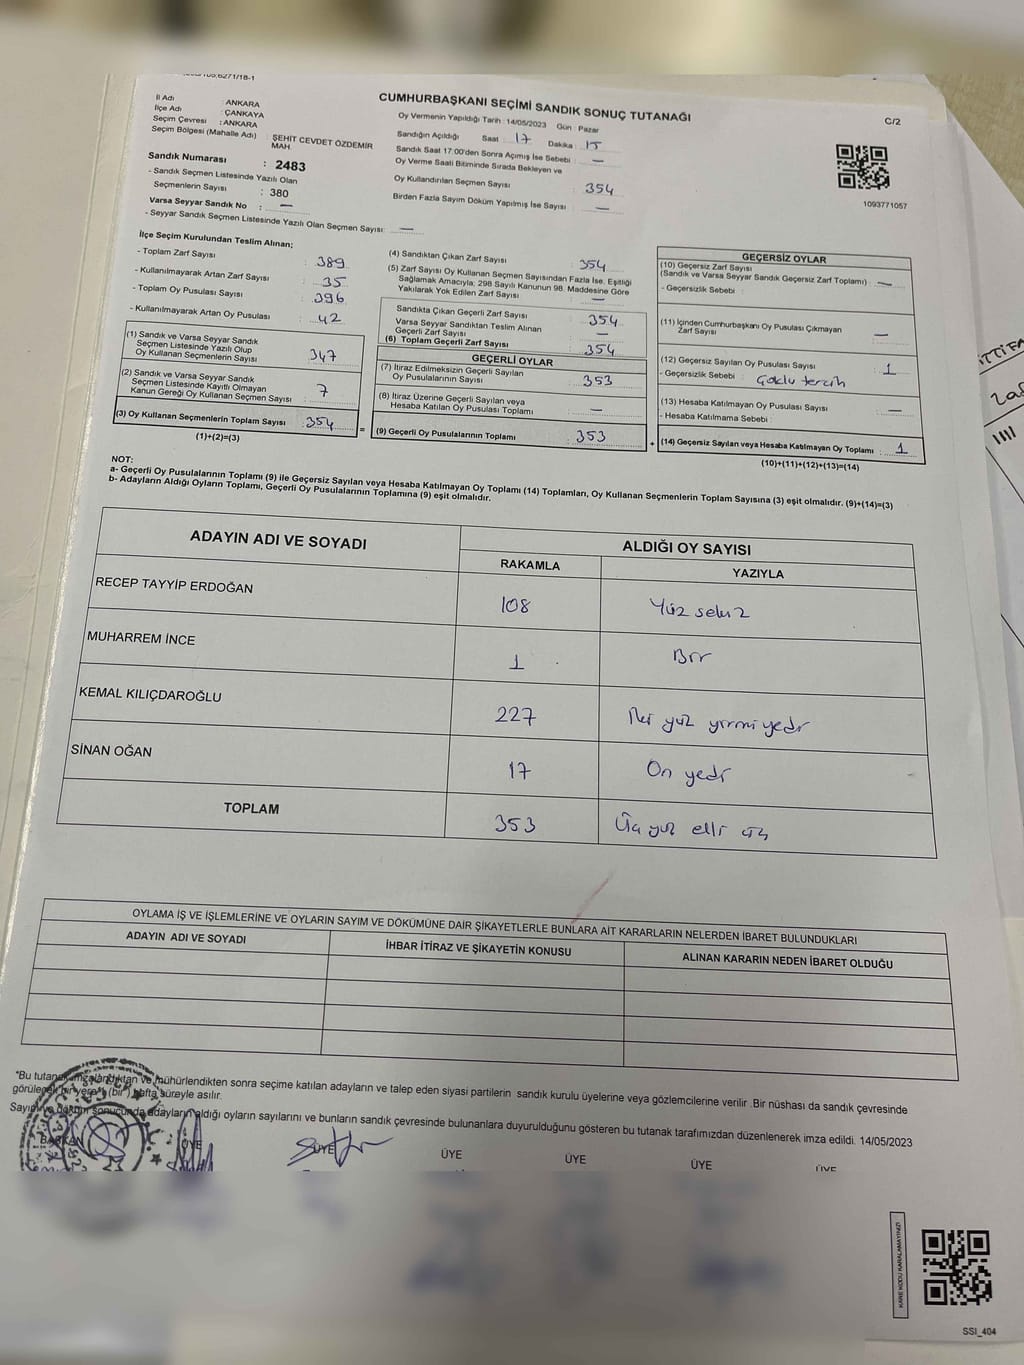 CUMHURBAŞKANI SEÇİMİ SANDIK SONUÇ TUTANAĞI
C/2
İl Adı : ANKARA
İlçe Adı : ÇANKAYA
Seçim Çevresi : ANKARA
Seçim Bölgesi (Mahalle Adı) : ŞEHİT CEVDET ÖZDEMİR MAH.
Sandık Numarası : 2483
- Sandık Seçmen Listesinde Yazılı Olan
Seçmenlerin Sayısı : 380
Varsa Seyyar Sandık No : —
- Seyyar Sandık Seçmen Listesinde Yazılı Olan Seçmen Sayısı: —
Oy Vermenin Yapıldığı Tarih : 14/05/2023 Gün : Pazar
Sandığın Açıldığı Saat : 17 Dakika : 15
Sandık Saat 17:00'den Sonra Açımış İse Sebebi : —
Oy Verme Saati Bitiminde Sırada Bekleyen ve
Oy Kullandırılan Seçmen Sayısı : 354
Birden Fazla Sayım Döküm Yapılmış İse Sayısı : —
1093771057
İlçe Seçim Kurulundan Teslim Alınan;
- Toplam Zarf Sayısı : 389
- Kullanılmayarak Artan Zarf Sayısı : 35
- Toplam Oy Pusulası Sayısı : 396
- Kullanılmayarak Artan Oy Pusulası : 42
(1) Sandık ve Varsa Seyyar Sandık
Seçmen Listesinde Yazılı Olup
Oy Kullanan Seçmenlerin Sayısı : 347
(2) Sandık ve Varsa Seyyar Sandık
Seçmen Listesinde Kayıtlı Olmayan
Kanun Gereği Oy Kullanan Seçmen Sayısı : 7
(3) Oy Kullanan Seçmenlerin Toplam Sayısı : 354
(1)+(2)=(3)
(4) Sandıktan Çıkan Zarf Sayısı : 354
(5) Zarf Sayısı Oy Kullanan Seçmen Sayısından Fazla İse, Eşitliği
Sağlamak Amacıyla; 298 Sayılı Kanunun 98. Maddesine Göre
Yakılarak Yok Edilen Zarf Sayısı : —
Sandıkta Çıkan Geçerli Zarf Sayısı : 354
Varsa Seyyar Sandıktan Teslim Alınan
Geçerli Zarf Sayısı : —
(6) Toplam Geçerli Zarf Sayısı : 354
GEÇERLİ OYLAR
(7) İtiraz Edilmeksizin Geçerli Sayılan
Oy Pusulalarının Sayısı : 353
(8) İtiraz Üzerine Geçerli Sayılan veya
Hesaba Katılan Oy Pusulası Toplamı : —
= (9) Geçerli Oy Pusulalarının Toplamı : 353 +
GEÇERSİZ OYLAR
(10) Geçersiz Zarf Sayısı
(Sandık ve Varsa Seyyar Sandık Geçersiz Zarf Toplamı) : —
- Geçersizlik Sebebi :
(11) İçinden Cumhurbaşkanı Oy Pusulası Çıkmayan
Zarf Sayısı : —
(12) Geçersiz Sayılan Oy Pusulası Sayısı : 1
- Geçersizlik Sebebi : Çoklu tercih
(13) Hesaba Katılmayan Oy Pusulası Sayısı : —
- Hesaba Katılmama Sebebi :
(14) Geçersiz Sayılan veya Hesaba Katılmayan Oy Toplamı : 1
(10)+(11)+(12)+(13)=(14)
NOT:
a- Geçerli Oy Pusulalarının Toplamı (9) ile Geçersiz Sayılan veya Hesaba Katılmayan Oy Toplamı (14) Toplamları, Oy Kullanan Seçmenlerin Toplam Sayısına (3) eşit olmalıdır. (9)+(14)=(3)
b- Adayların Aldığı Oyların Toplamı, Geçerli Oy Pusulalarının Toplamına (9) eşit olmalıdır.
ADAYIN ADI VE SOYADI ALDIĞI OY SAYISI
RAKAMLA YAZIYLA
RECEP TAYYİP ERDOĞAN 108 Yüz sekiz
MUHARREM İNCE 1 Bir
KEMAL KILIÇDAROĞLU 227 İki yüz yirmi yedi
SİNAN OĞAN 17 On yedi
TOPLAM 353 Üç yüz elli üç
OYLAMA İŞ VE İŞLEMLERİNE VE OYLARIN SAYIM VE DÖKÜMÜNE DAİR ŞİKAYETLERLE BUNLARA AİT KARARLARIN NELERDEN İBARET BULUNDUKLARI
ADAYIN ADI VE SOYADI İHBAR İTİRAZ VE ŞİKAYETİN KONUSU ALINAN KARARIN NEDEN İBARET OLDUĞU
*Bu tutanak imzalandıktan ve mühürlendikten sonra seçime katılan adayların ve talep eden siyasi partilerin sandık kurulu üyelerine veya gözlemcilerine verilir .Bir nüshası da sandık çevresinde
görülecek bir yere 1 (bir ) hafta süreyle asılır.
Sayım ve döküm sonucunda adayların aldığı oyların sayılarını ve bunların sandık çevresinde bulunanlara duyurulduğunu gösteren bu tutanak tarafımızdan düzenlenerek imza edildi. 14/05/2023
BAŞKAN ÜYE ÜYE ÜYE ÜYE ÜYE ÜYE
KARE KODU KARALAMAYINIZ!
SSI_404